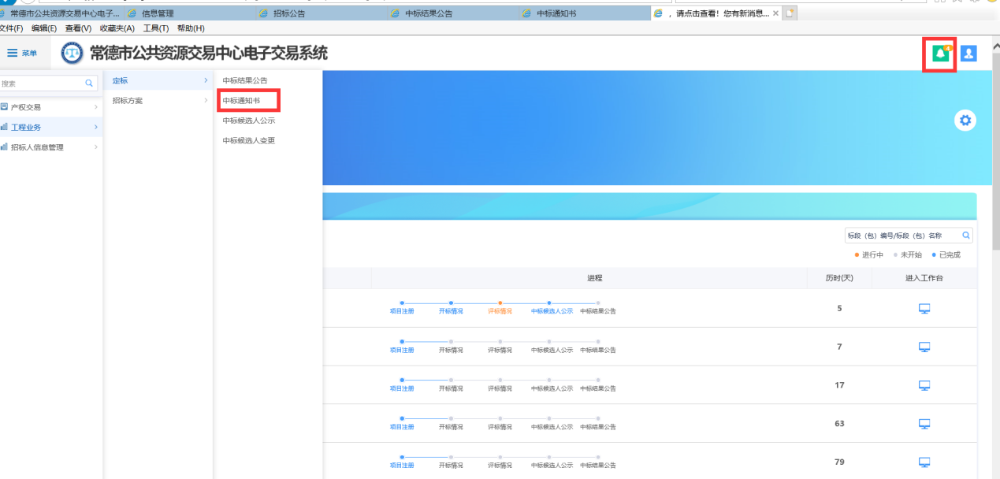 常德市公共资源交易中心电子... 信息管理 招标公告 中标结果公告 中标通知书 ，请点击查看！您有新消息...
文件(F) 编辑(E) 查看(V) 收藏夹(A) 工具(T) 帮助(H)
菜单 常德市公共资源交易中心电子交易系统 4
搜索
产权交易
工程业务
招标人信息管理
定标
招标方案
中标结果公告
中标通知书
中标候选人公示
中标候选人变更
标段（包）编号/标段（包）名称
进行中 未开始 已完成
进程 历时(天) 进入工作台
项目注册 开标情况 评标情况 中标候选人公示 中标结果公告 5
项目注册 开标情况 评标情况 中标候选人公示 中标结果公告 7
项目注册 开标情况 评标情况 中标候选人公示 中标结果公告 17
项目注册 开标情况 评标情况 中标候选人公示 中标结果公告 63
项目注册 开标情况 评标情况 中标候选人公示 中标结果公告 79